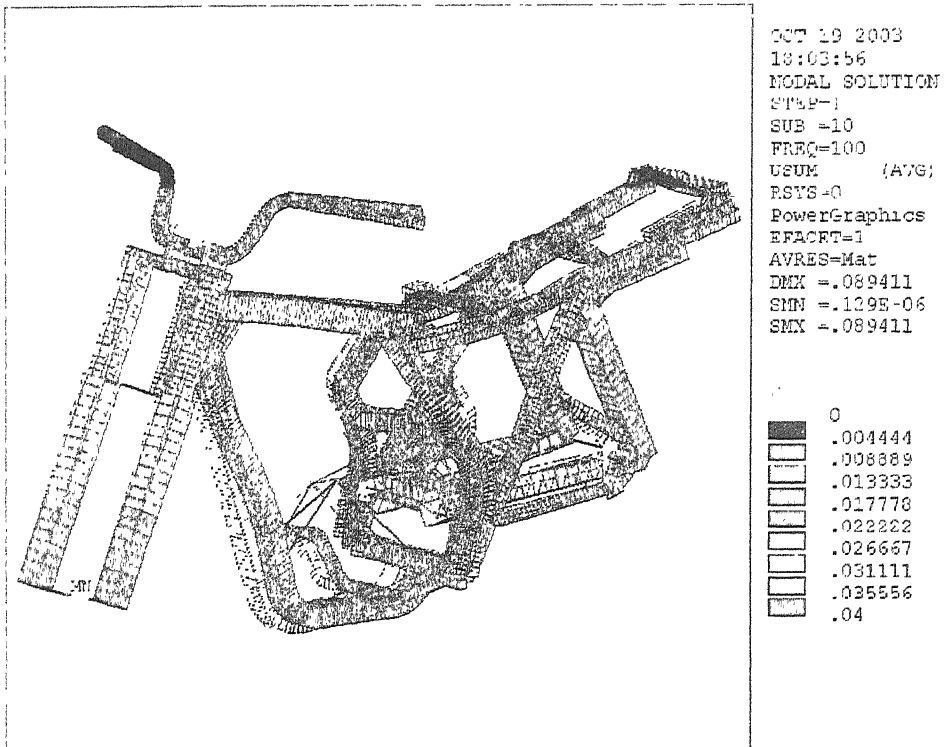 OCT 19 2003
18:03:56
NODAL SOLUTION
STEP=1
SUB =10
FREQ=100
USUM (AVG)
RSYS=0
PowerGraphics
EFACET=1
AVRES=Mat
DMX =.089411
SMN =.129E-06
SMX =.089411
0
.004444
.008889
.013333
.017778
.022222
.026667
.031111
.035556
.04